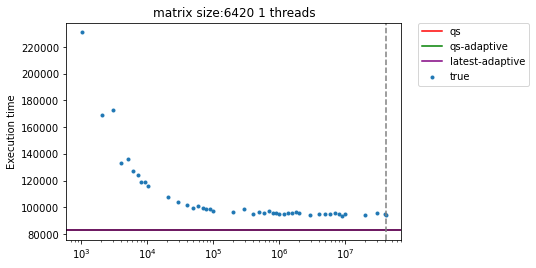 matrix size:6420 1 threads
Execution time
220000
200000
180000
160000
140000
120000
100000
80000
10³
10⁴
10⁵
10⁶
10⁷
qs
qs-adaptive
latest-adaptive
true